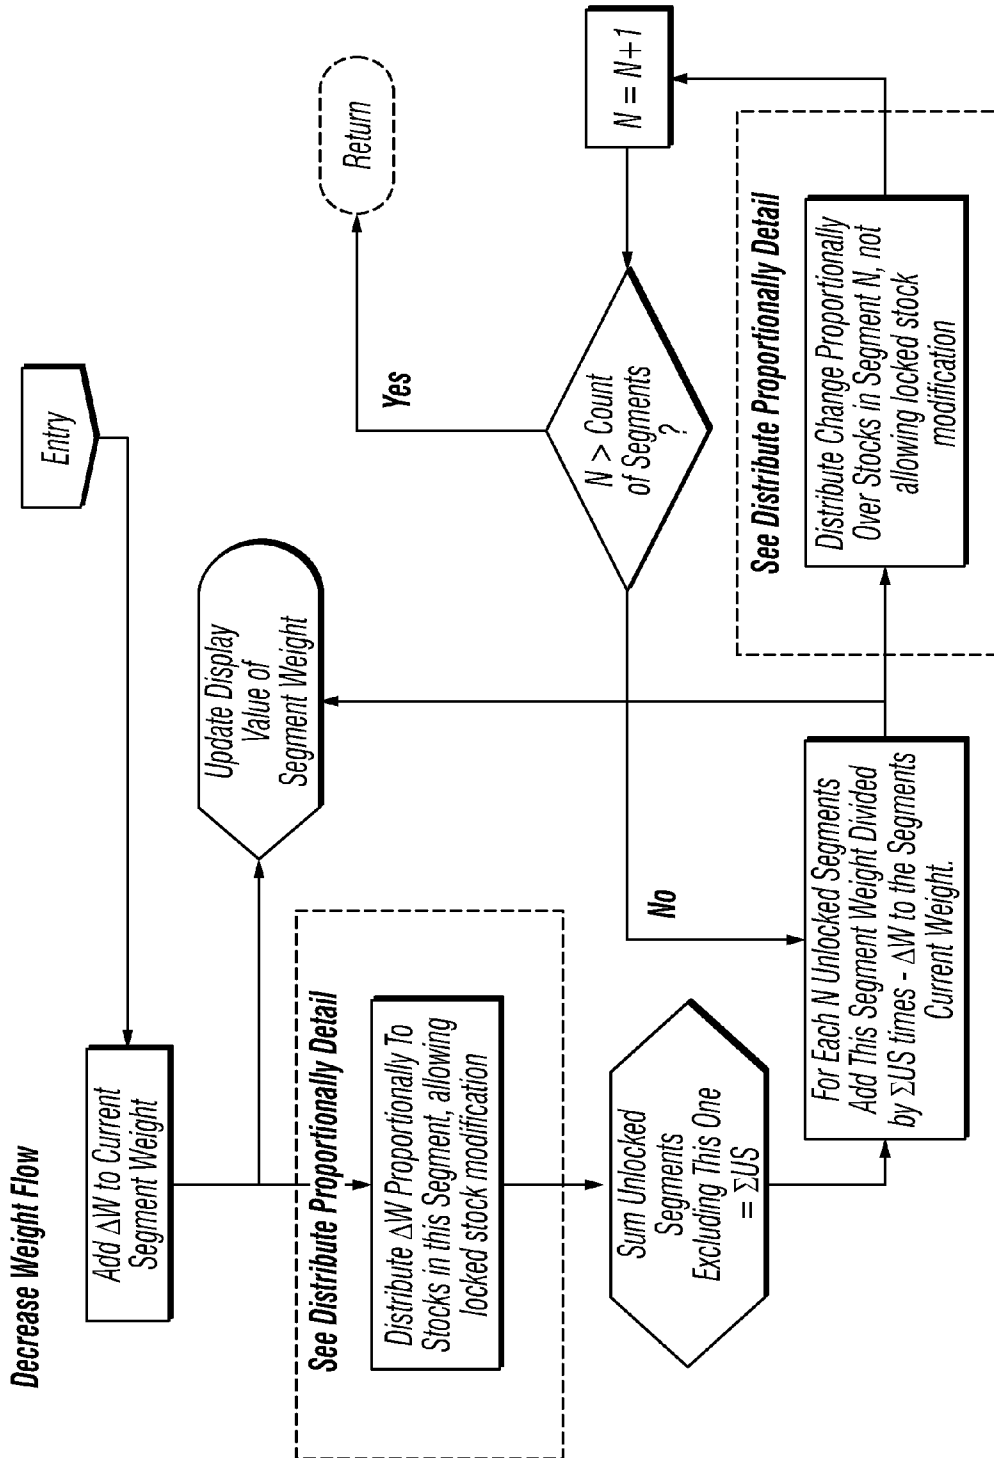 Decrease Weight Flow
Entry
Add ΔW to Current
Segment Weight
Update Display
Value of
Segment Weight
See Distribute Proportionally Detail
Distribute ΔW Proportionally To
Stocks in this Segment, allowing
locked stock modification
Sum Unlocked
Segments
Excluding This One
= ΣUS
For Each N Unlocked Segments
Add This Segment Weight Divided
by ΣUS times - ΔW to the Segments
Current Weight.
See Distribute Proportionally Detail
Distribute Change Proportionally
Over Stocks in Segment N, not
allowing locked stock
modification
N = N+1
N > Count
of Segments
?
No
Yes
Return